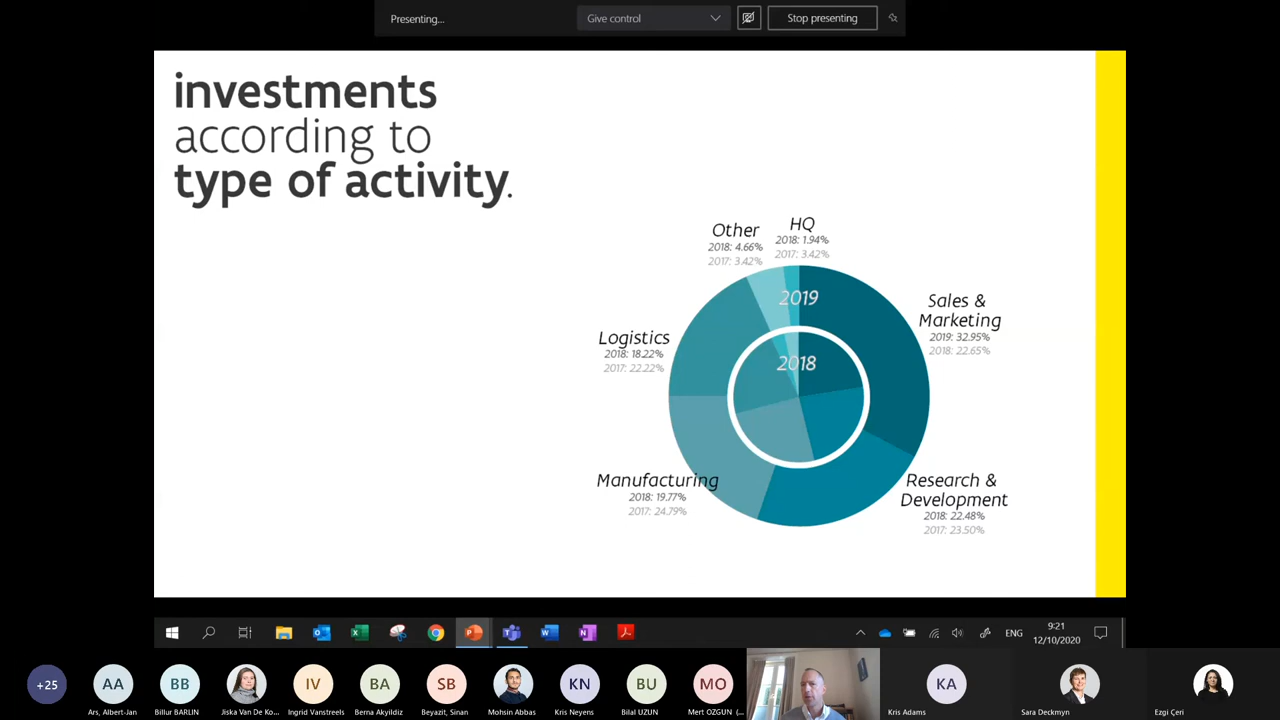 Presenting...
Give control
Stop presenting
investments
according to
type of activity.
Other
2018: 4.66%
2017: 3.42%
HQ
2018: 1.94%
2017: 3.42%
2019
2018
Sales &
Marketing
2019: 32.95%
2018: 22.65%
Logistics
2018: 18.22%
2017: 22.22%
Manufacturing
2018: 19.77%
2017: 24.79%
Research &
Development
2018: 22.48%
2017: 23.50%
ENG
9:21
12/10/2020
+25
AA
BB
IV
BA
SB
KN
BU
MO
KA
Ars, Albert-Jan
Billur BARLIN
Jiska Van De Ko...
Ingrid Vanstreels
Berna Akyildiz
Beyazit, Sinan
Mohsin Abbas
Kris Neyens
Bilal UZUN
Mert OZGUN (...
Kris Adams
Sara Deckmyn
Ezgi Çeri